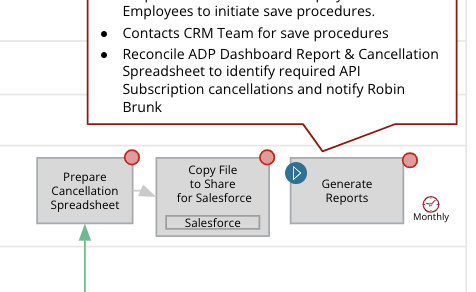 Employees to initiate save procedures.
● Contacts CRM Team for save procedures
● Reconcile ADP Dashboard Report & Cancellation
Spreadsheet to identify required API
Subscription cancellations and notify Robin
Brunk
Prepare
Cancellation
Spreadsheet
Copy File
to Share
for Salesforce
Salesforce
Generate
Reports
Monthly